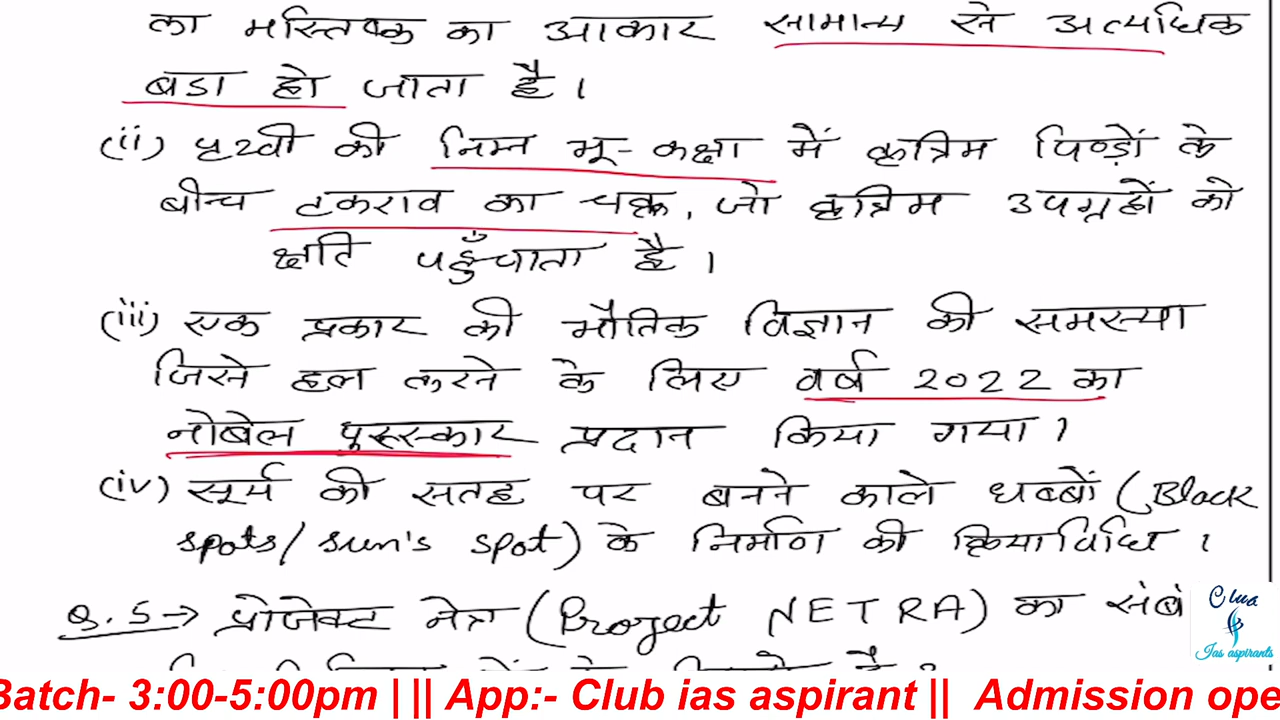 ला मस्तिष्क का आकार सामान्य से अत्यधिक
बडा हो जाता है।
(ii) पृथ्वी की निम्न भू-कक्षा में कृत्रिम पिण्ड़ों के
बीच टकराव का चक्र, जो कृत्रिम उपग्रहों को
क्षति पहुँचाता है।
(iii) एक प्रकार की भौतिक विज्ञान की समस्या
जिसे हल करने के लिए वर्ष 2022 का
नोबेल पुरूस्कार प्रदान किया गया।
(iv) सूर्य की सतह पर बनने काले धब्बों (Black
spots/sun's spot) के निर्माण की क्रियाविधि।
Q.5→ प्रोजेक्ट नेत्रा (Project NETRA) का संबं
Club
Ias aspirants
Batch- 3:00-5:00pm | || App:- Club ias aspirant || Admission ope